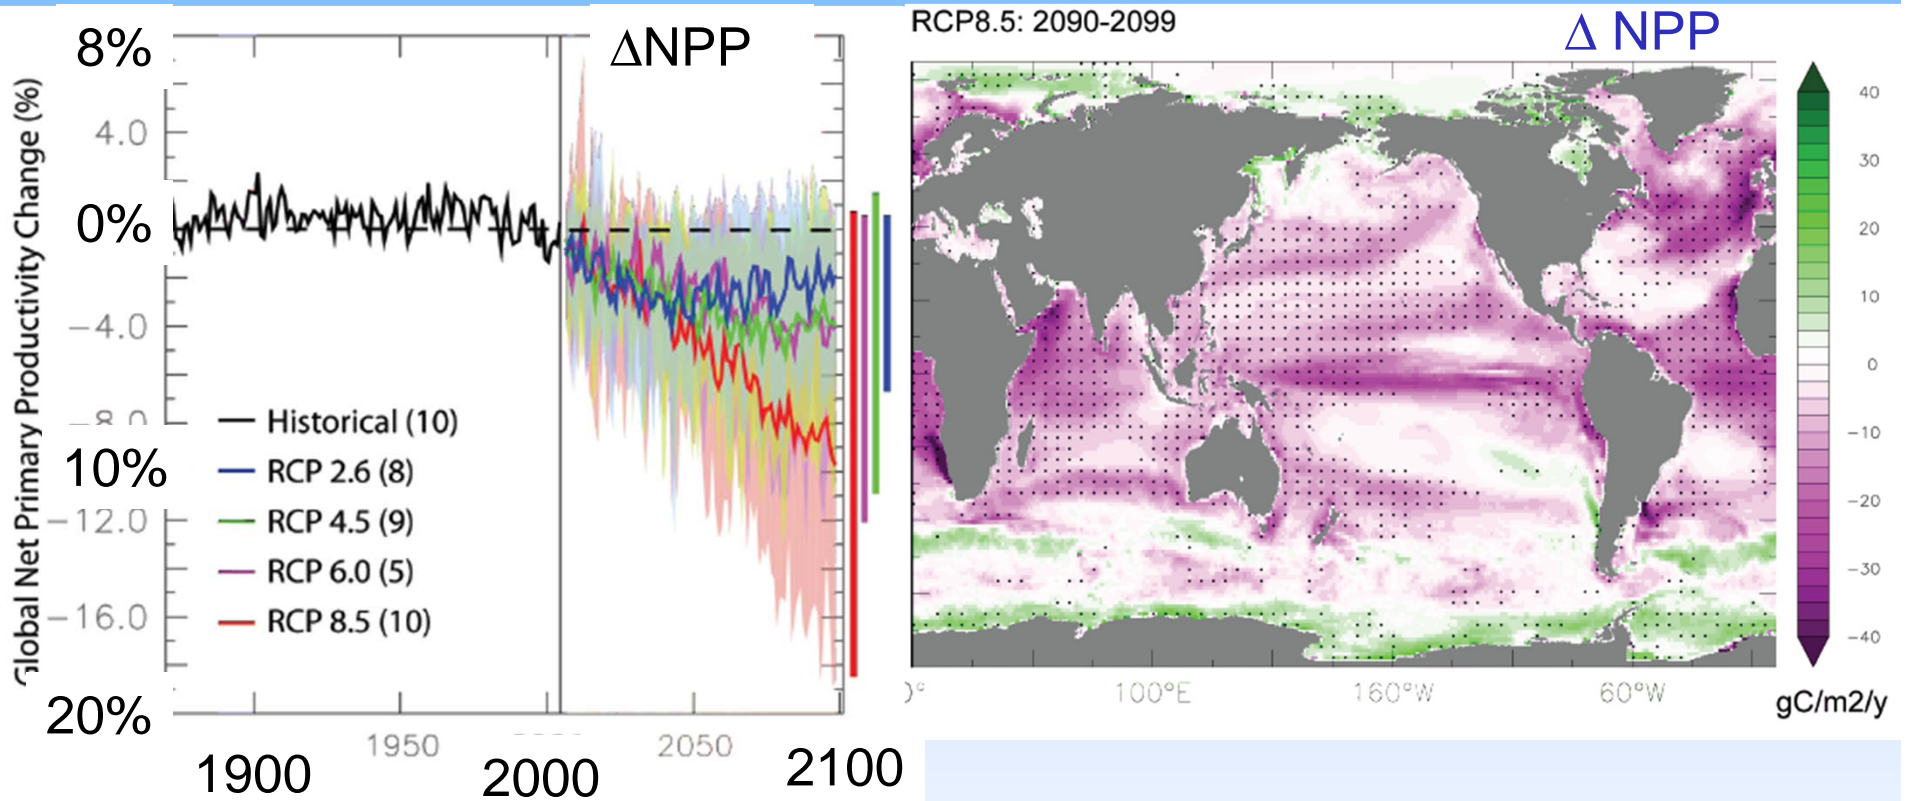 ΔNPP
Global Net Primary Productivity Change (%)
8%
4.0
0%
−4.0
−8.0
10%
−12.0
−16.0
20%
Historical (10)
RCP 2.6 (8)
RCP 4.5 (9)
RCP 6.0 (5)
RCP 8.5 (10)
1900
1950
2000
2050
2100
RCP8.5: 2090-2099
Δ NPP
40
30
20
10
0
−10
−20
−30
−40
gC/m2/y
0°
100°E
160°W
60°W